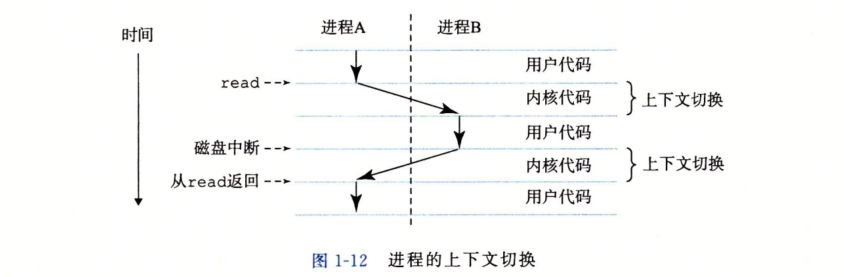 时间
进程A 进程B
用户代码
read
内核代码 上下文切换
用户代码
磁盘中断
内核代码 上下文切换
从read返回
用户代码
图 1-12 进程的上下文切换